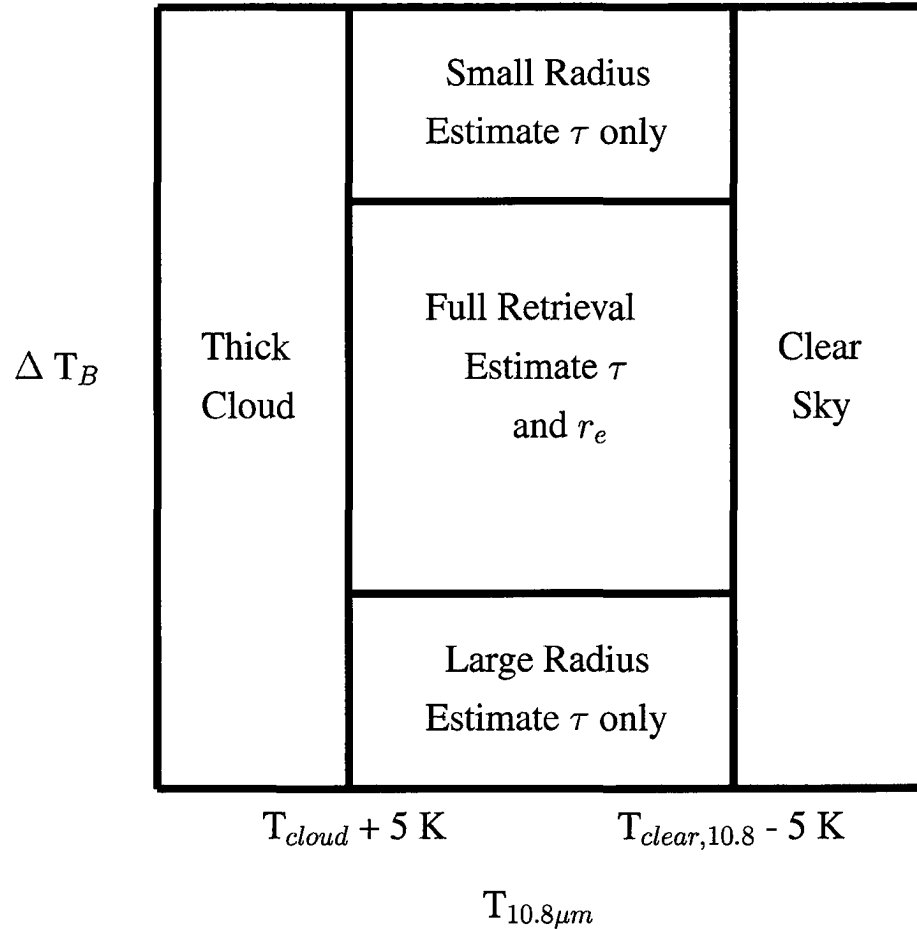 Small Radius
Estimate τ only
Full Retrieval
Estimate τ
and r_e
Δ T_B
Thick
Cloud
Clear
Sky
Large Radius
Estimate τ only
T_cloud + 5 K
T_clear,10.8 - 5 K
T_10.8μm